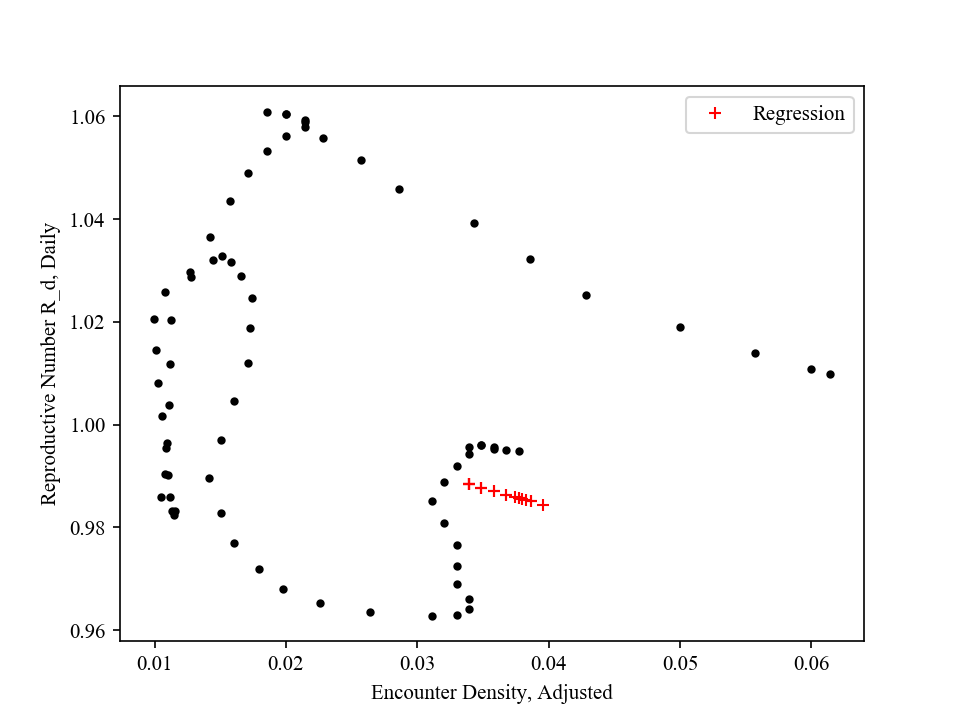 Regression
1.06
1.04
1.02
1.00
0.98
0.96
Reproductive Number R_d, Daily
0.01 0.02 0.03 0.04 0.05 0.06
Encounter Density, Adjusted